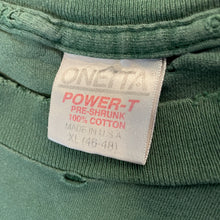 ONEITA
POWER-T
PRE-SHRUNK
100% COTTON
MADE IN U.S.A.
XL (46-48)